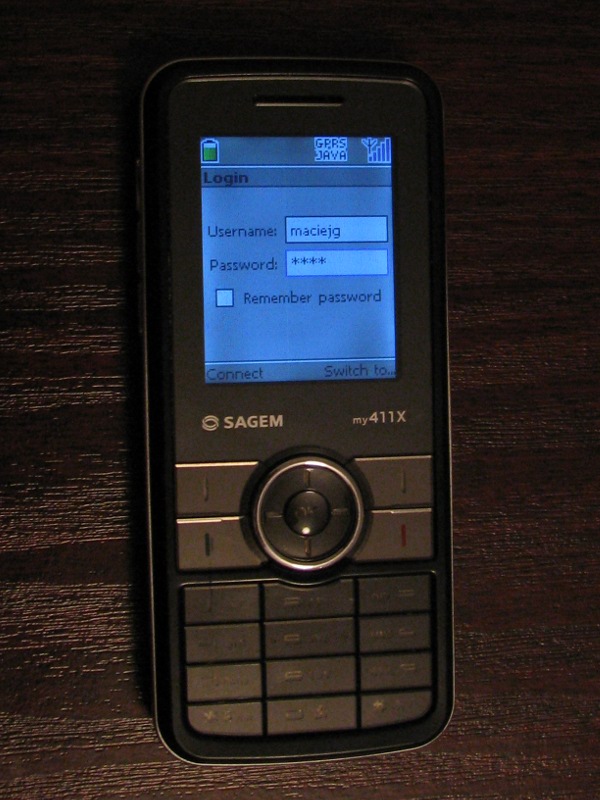 GPRS
JAVA
Login
Username: maciejg
Password: ****
Remember password
Connect Switch to...
SAGEM my411X